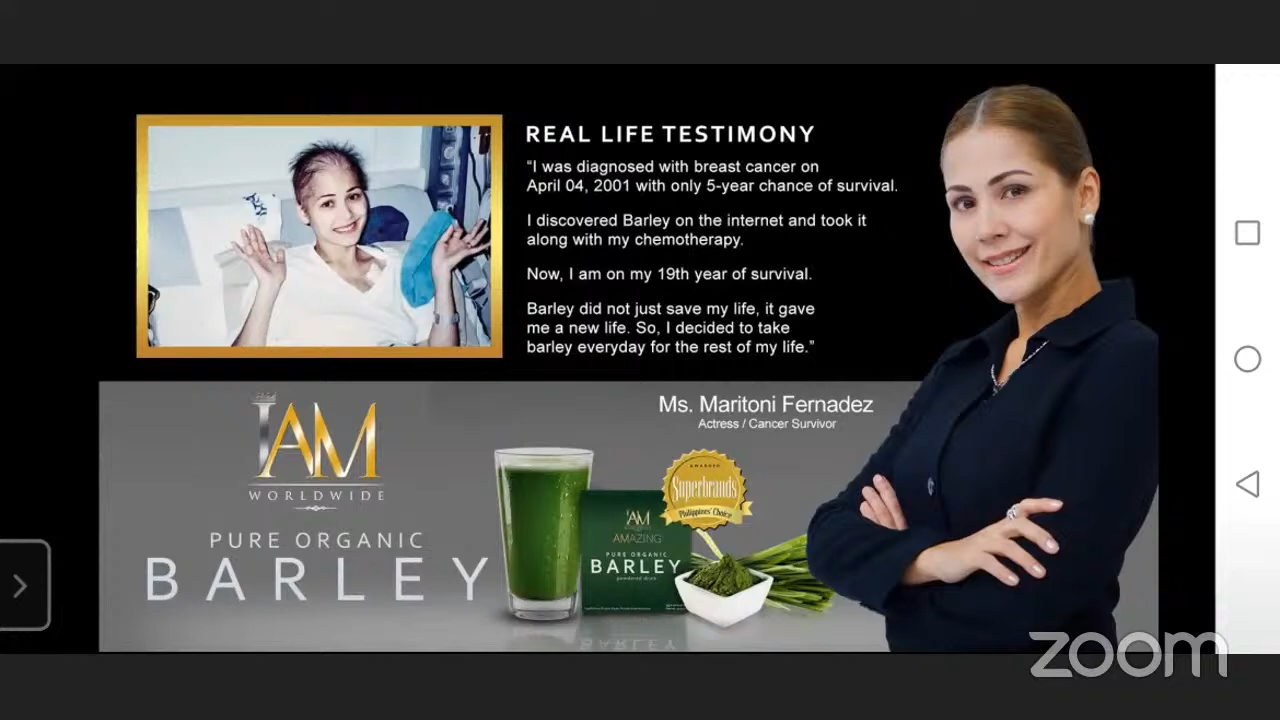 REAL LIFE TESTIMONY
“I was diagnosed with breast cancer on
April 04, 2001 with only 5-year chance of survival.
I discovered Barley on the internet and took it
along with my chemotherapy.
Now, I am on my 19th year of survival.
Barley did not just save my life, it gave
me a new life. So, I decided to take
barley everyday for the rest of my life.”
Ms. Maritoni Fernadez
Actress / Cancer Survivor
IAM
WORLDWIDE
PURE ORGANIC
BARLEY
AWARDED
Superbrands
Philippines' Choice
IAM
AMAZING
PURE ORGANIC
BARLEY
powdered drink
zoom